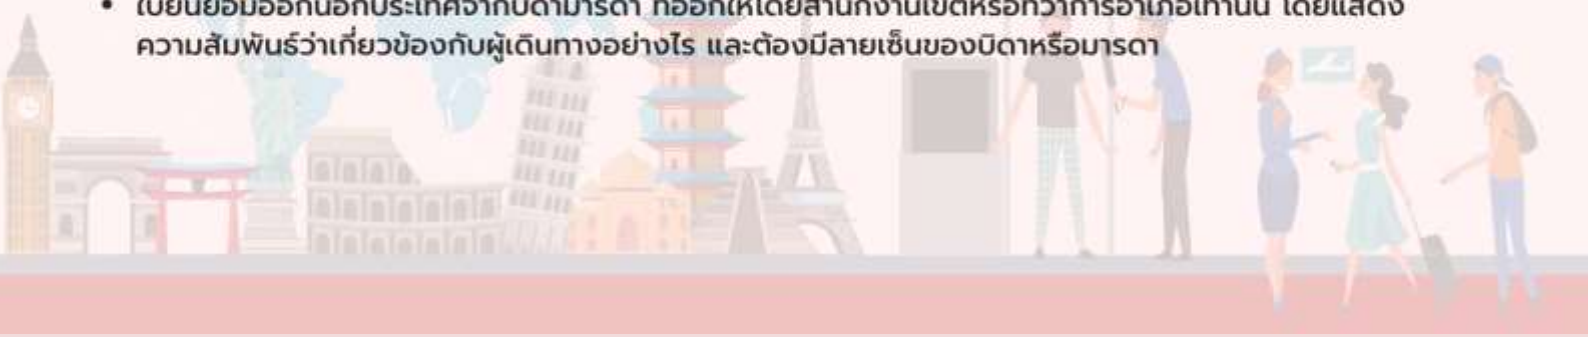 • ใบยินยอมออกนอกประเทศจากบิดามารดา ที่ออกให้โดยสำนักงานเขตหรือที่ว่าการอำเภอเท่านั้น โดยแสดง
ความสัมพันธ์ว่าเกี่ยวข้องกับผู้เดินทางอย่างไร และต้องมีลายเซ็นของบิดาหรือมารดา